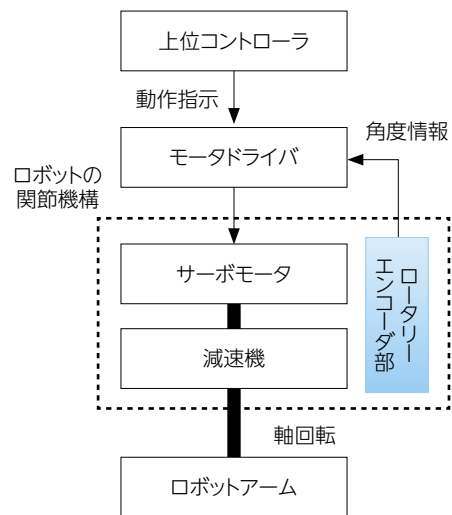 上位コントローラ
動作指示
角度情報
モータドライバ
ロボットの
関節機構
サーボモータ
ロータリー
エンコーダ部
減速機
軸回転
ロボットアーム